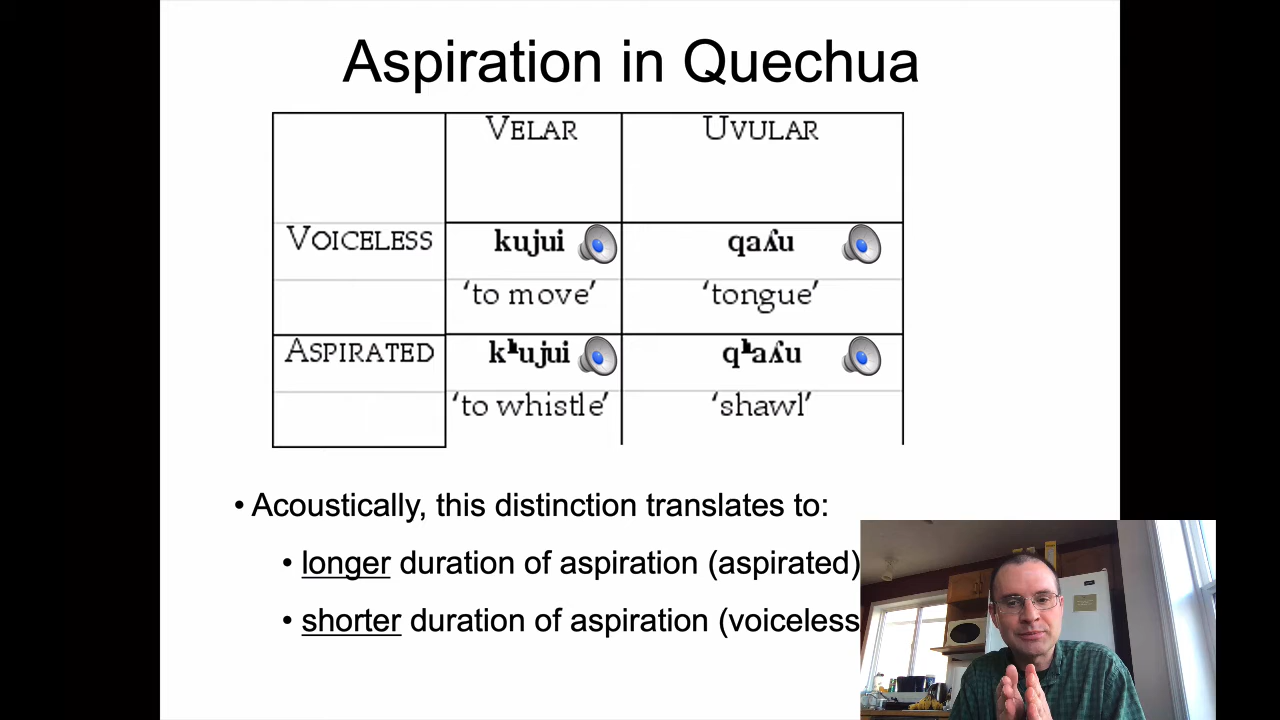 Aspiration in Quechua
VELAR UVULAR
VOICELESS kujui qaʎu
‘to move’ ‘tongue’
ASPIRATED kʰujui qʰaʎu
‘to whistle’ ‘shawl’
• Acoustically, this distinction translates to:
• longer duration of aspiration (aspirated)
• shorter duration of aspiration (voiceless